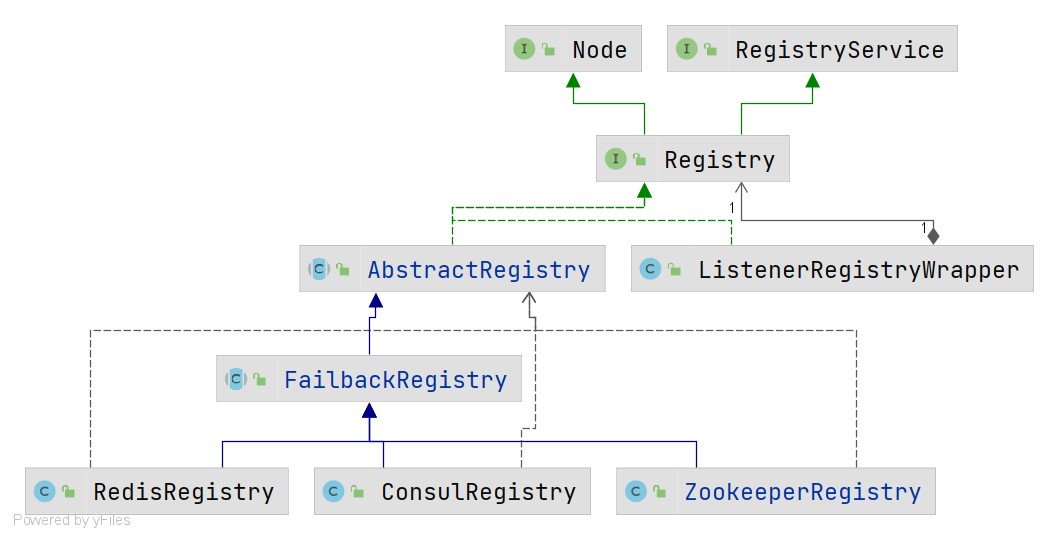 I Node
I RegistryService
I Registry
1
1
C AbstractRegistry
C ListenerRegistryWrapper
C FailbackRegistry
C RedisRegistry
C ConsulRegistry
C ZookeeperRegistry
Powered by yFiles